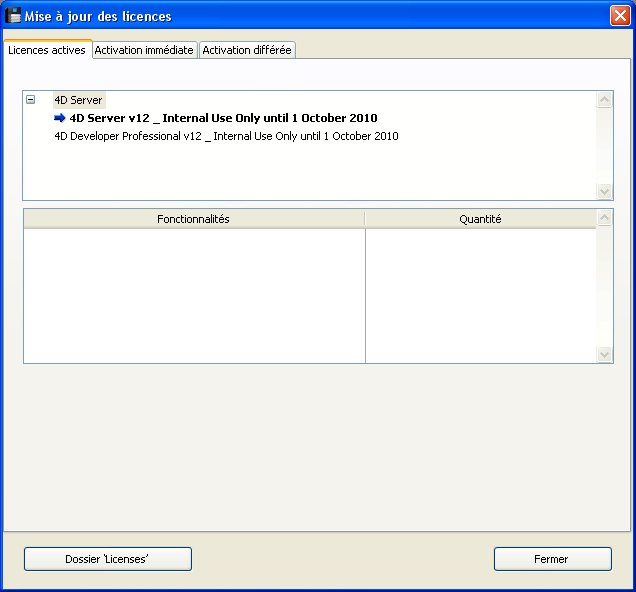 Mise à jour des licences
Licences actives Activation immédiate Activation différée
4D Server
4D Server v12 _ Internal Use Only until 1 October 2010
4D Developer Professional v12 _ Internal Use Only until 1 October 2010
Fonctionnalités Quantité
Dossier 'Licenses' Fermer